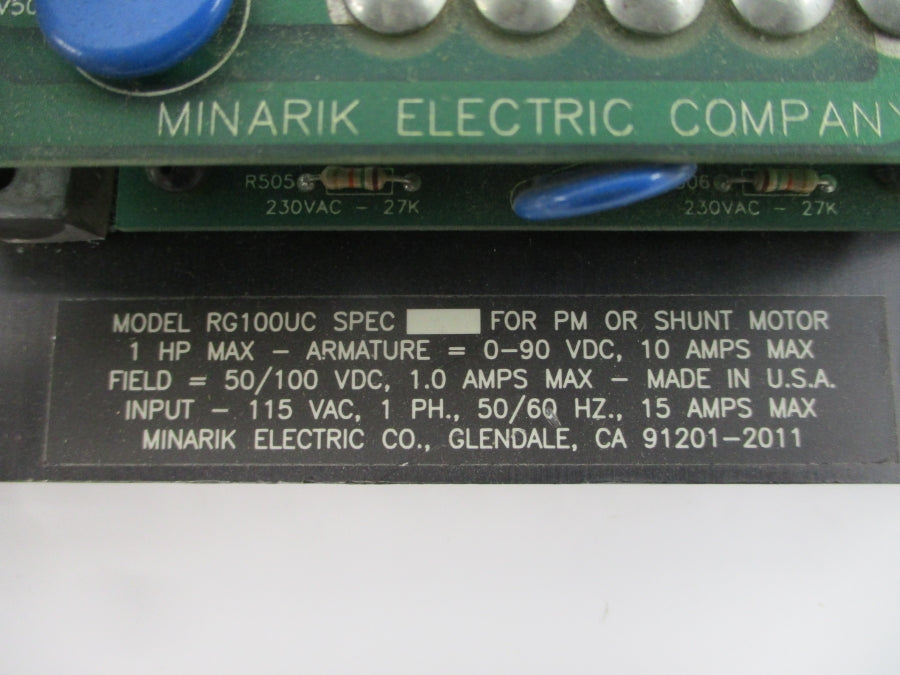 MINARIK ELECTRIC COMPANY
R505
230VAC - 27K
230VAC - 27K
MODEL RG100UC SPEC FOR PM OR SHUNT MOTOR
1 HP MAX - ARMATURE = 0-90 VDC, 10 AMPS MAX
FIELD = 50/100 VDC, 1.0 AMPS MAX - MADE IN U.S.A.
INPUT - 115 VAC, 1 PH., 50/60 HZ., 15 AMPS MAX
MINARIK ELECTRIC CO., GLENDALE, CA 91201-2011